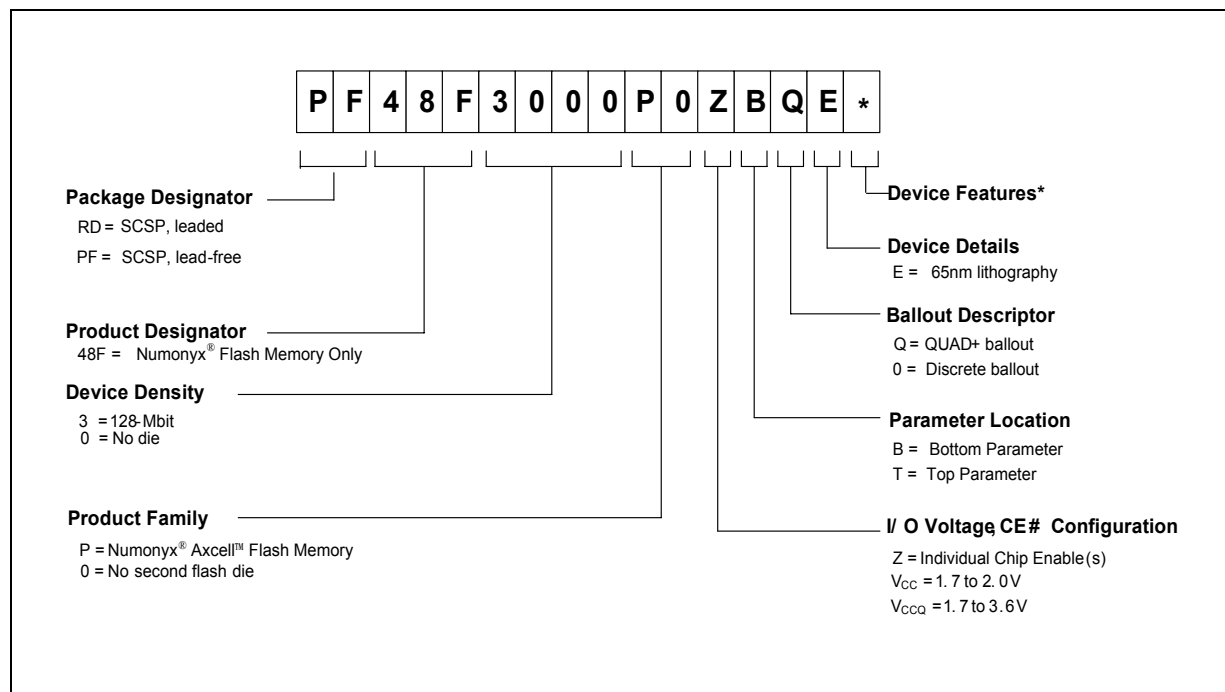 P F 4 8 F 3 0 0 0 P 0 Z B Q E *
Package Designator
RD = SCSP, leaded
PF = SCSP, lead-free
Product Designator
48F = Numonyx® Flash Memory Only
Device Density
3 =128-Mbit
0 = No die
Product Family
P = Numonyx® Axcell™ Flash Memory
0 = No second flash die
Device Features*
Device Details
E = 65nm lithography
Ballout Descriptor
Q = QUAD+ ballout
0 = Discrete ballout
Parameter Location
B = Bottom Parameter
T = Top Parameter
I/ O Voltage, CE# Configuration
Z = Individual Chip Enable(s)
VCC = 1.7 to 2.0V
VCCQ = 1.7 to 3.6V